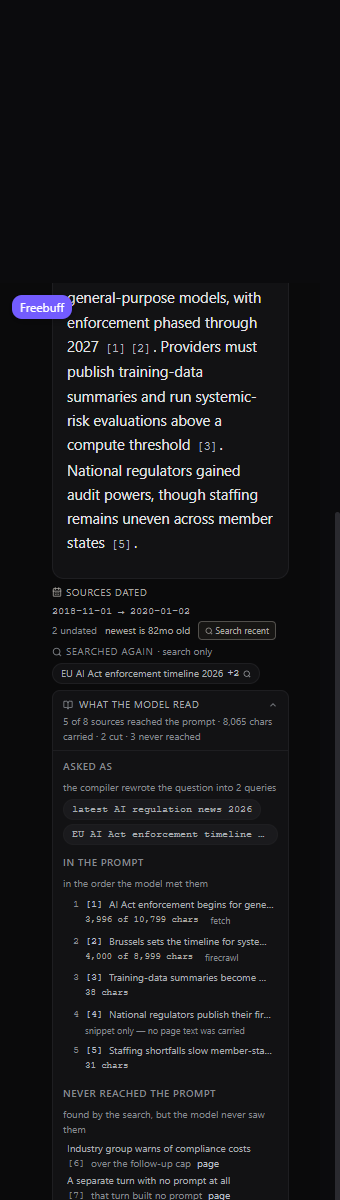 general-purpose models, with
Freebuff
enforcement phased through
2027 [1] [2]. Providers must
publish training-data
summaries and run systemic-
risk evaluations above a
compute threshold [3].
National regulators gained
audit powers, though staffing
remains uneven across member
states [5].
SOURCES DATED
2018-11-01 → 2020-01-02
2 undated newest is 82mo old Search recent
SEARCHED AGAIN · search only
EU AI Act enforcement timeline 2026 +2
WHAT THE MODEL READ
5 of 8 sources reached the prompt · 8,065 chars
carried · 2 cut · 3 never reached
ASKED AS
the compiler rewrote the question into 2 queries
latest AI regulation news 2026
EU AI Act enforcement timeline …
IN THE PROMPT
in the order the model met them
1 [1] AI Act enforcement begins for gene…
3,996 of 10,799 chars fetch
2 [2] Brussels sets the timeline for syste…
4,000 of 8,999 chars firecrawl
3 [3] Training-data summaries become …
38 chars
4 [4] National regulators publish their fir…
snippet only — no page text was carried
5 [5] Staffing shortfalls slow member-sta…
31 chars
NEVER REACHED THE PROMPT
found by the search, but the model never saw
them
Industry group warns of compliance costs
[6] over the follow-up cap page
A separate turn with no prompt at all
[7] that turn built no prompt page